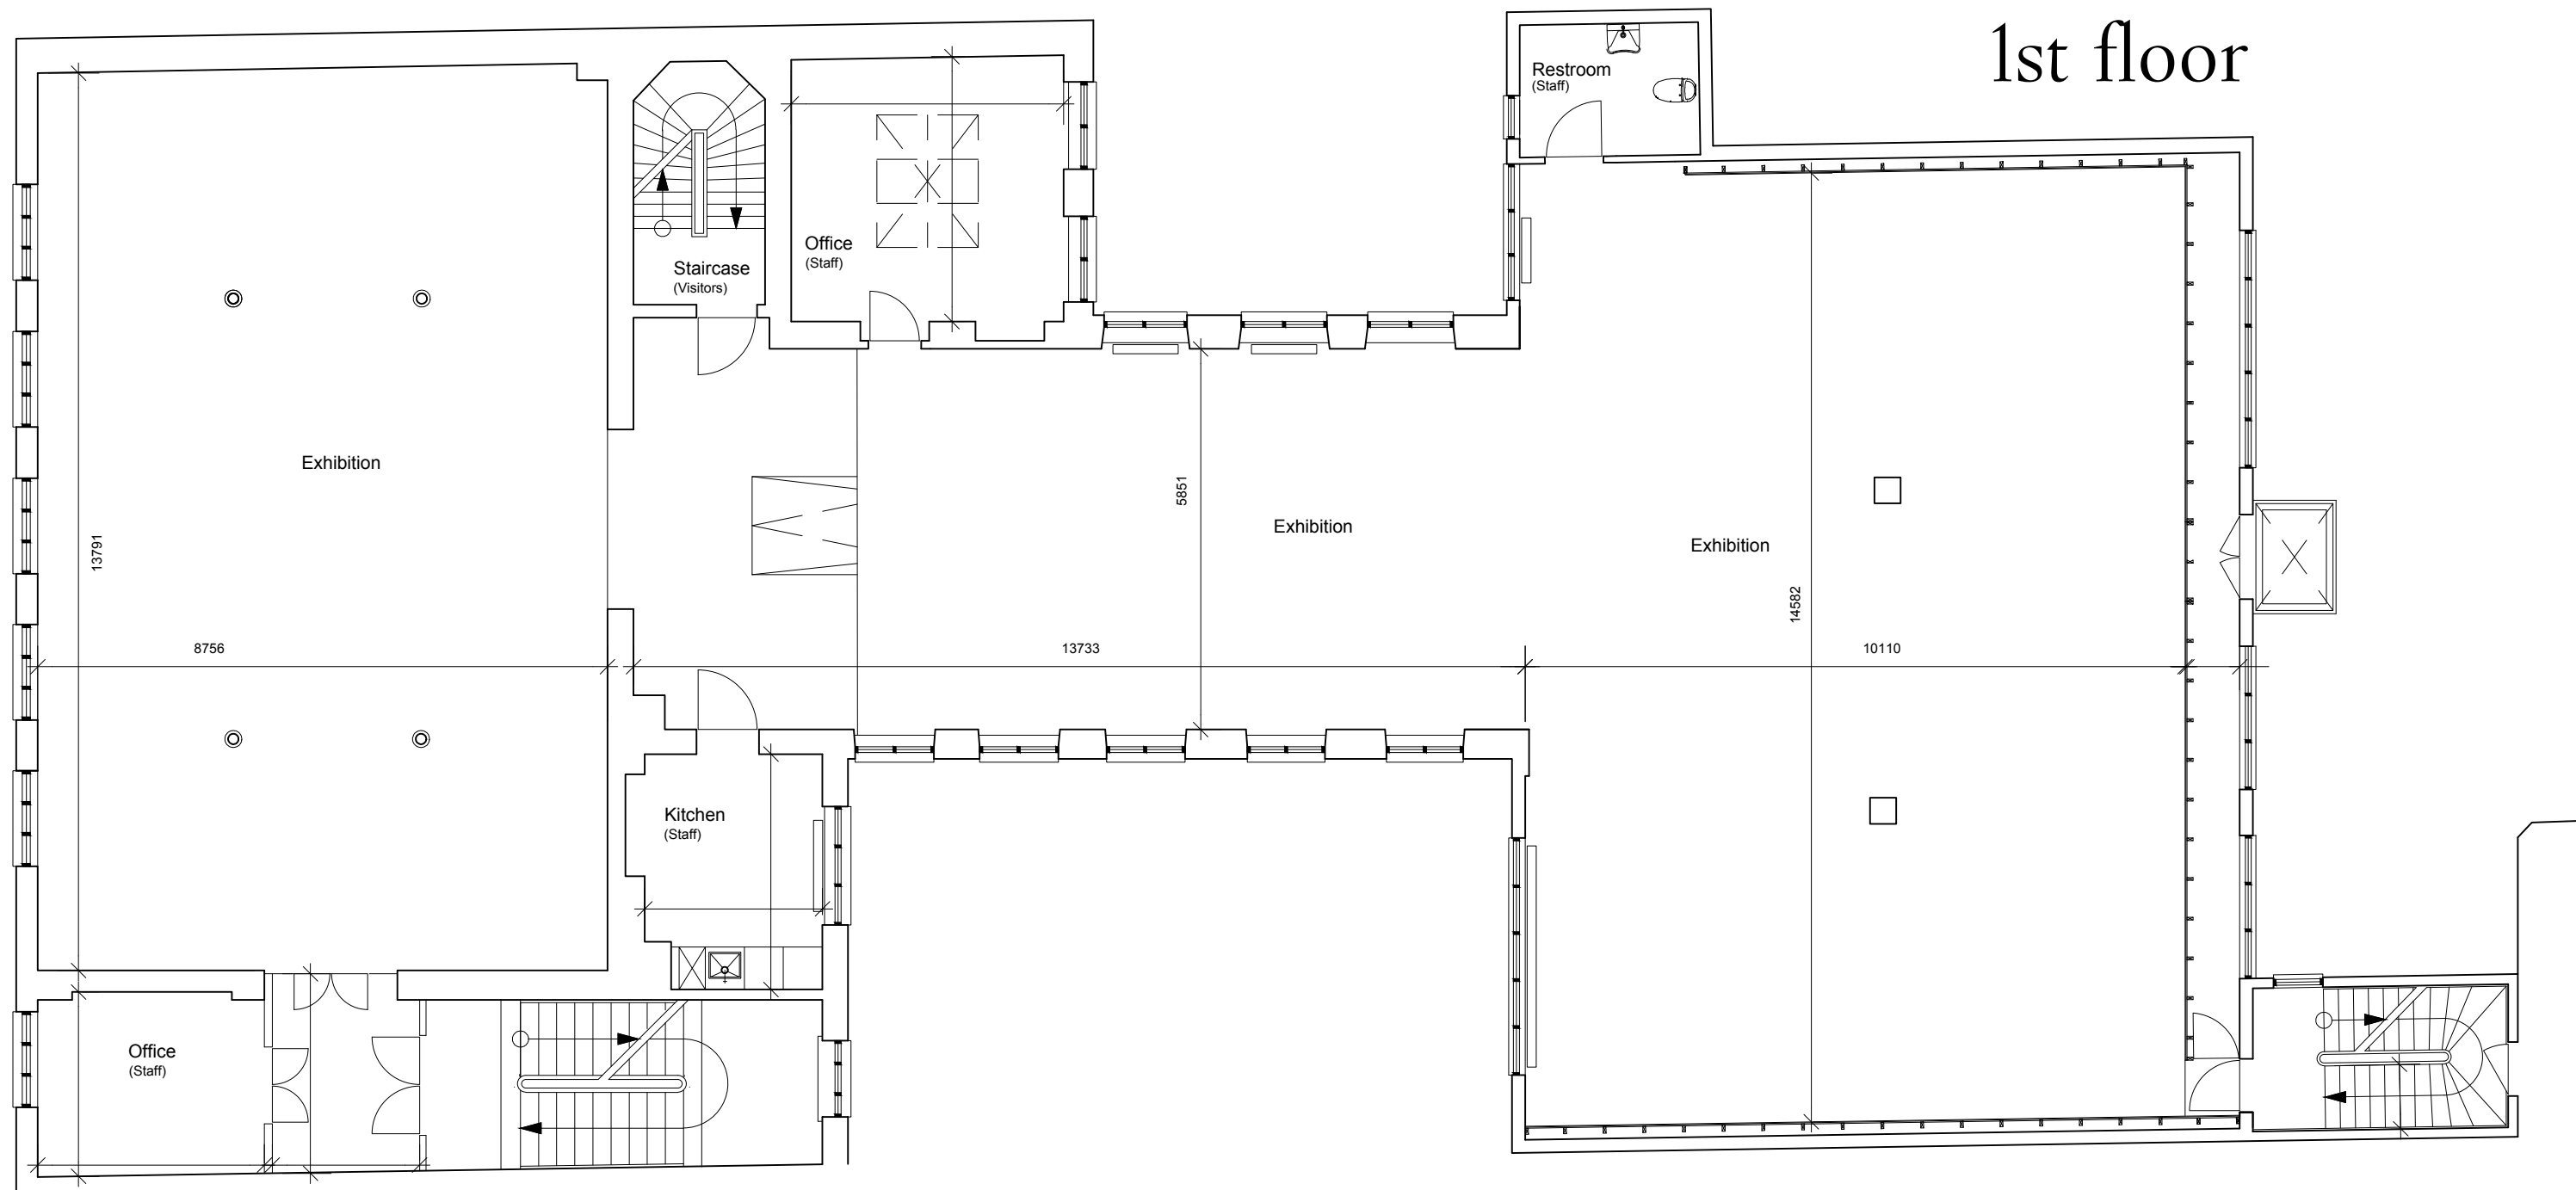 1st floor
Restroom
(Staff)
Office
(Staff)
Staircase
(Visitors)
Exhibition
5851
Exhibition
Exhibition
13791
14582
8756
13733
10110
Kitchen
(Staff)
Office
(Staff)